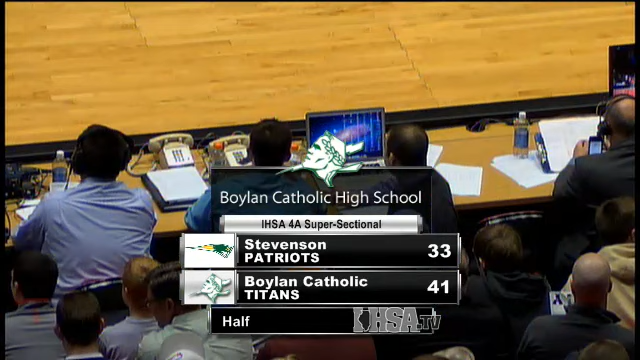 Boylan Catholic High School
IHSA 4A Super-Sectional
Stevenson
PATRIOTS 33
Boylan Catholic
TITANS 41
Half IHSA.TV